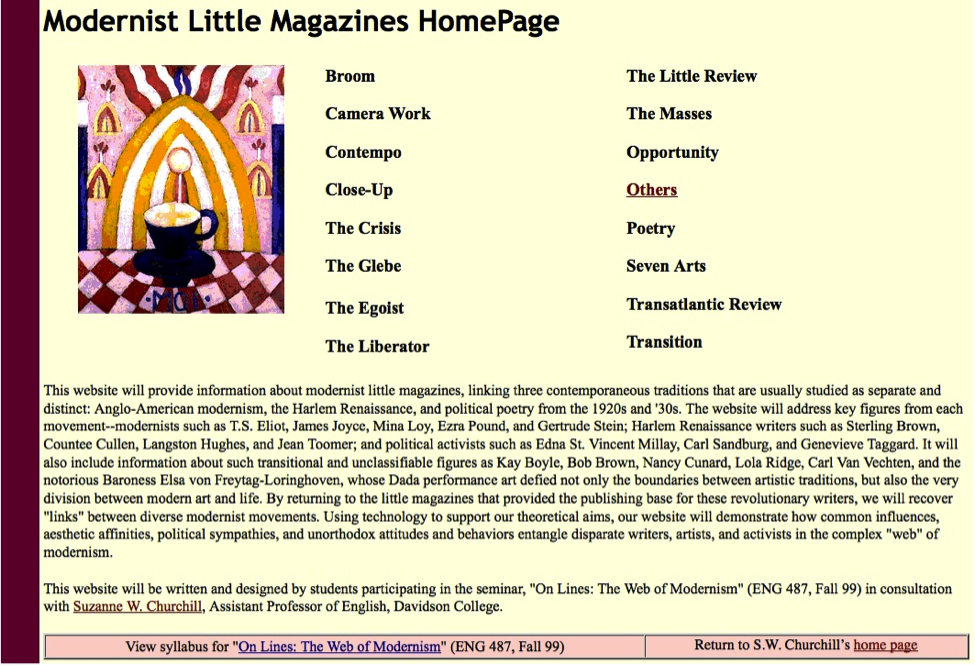 Modernist Little Magazines HomePage
Broom
Camera Work
Contempo
Close-Up
The Crisis
The Glebe
The Egoist
The Liberator
The Little Review
The Masses
Opportunity
Others
Poetry
Seven Arts
Transatlantic Review
Transition
This website will provide information about modernist little magazines, linking three contemporaneous traditions that are usually studied as separate and
distinct: Anglo-American modernism, the Harlem Renaissance, and political poetry from the 1920s and '30s. The website will address key figures from each
movement--modernists such as T.S. Eliot, James Joyce, Mina Loy, Ezra Pound, and Gertrude Stein; Harlem Renaissance writers such as Sterling Brown,
Countee Cullen, Langston Hughes, and Jean Toomer; and political activists such as Edna St. Vincent Millay, Carl Sandburg, and Genevieve Taggard. It will
also include information about such transitional and unclassifiable figures as Kay Boyle, Bob Brown, Nancy Cunard, Lola Ridge, Carl Van Vechten, and the
notorious Baroness Elsa von Freytag-Loringhoven, whose Dada performance art defied not only the boundaries between artistic traditions, but also the very
division between modern art and life. By returning to the little magazines that provided the publishing base for these revolutionary writers, we will recover
"links" between diverse modernist movements. Using technology to support our theoretical aims, our website will demonstrate how common influences,
aesthetic affinities, political sympathies, and unorthodox attitudes and behaviors entangle disparate writers, artists, and activists in the complex "web" of
modernism.
This website will be written and designed by students participating in the seminar, "On Lines: The Web of Modernism" (ENG 487, Fall 99) in consultation
with Suzanne W. Churchill, Assistant Professor of English, Davidson College.
View syllabus for "On Lines: The Web of Modernism" (ENG 487, Fall 99)
Return to S.W. Churchill’s home page